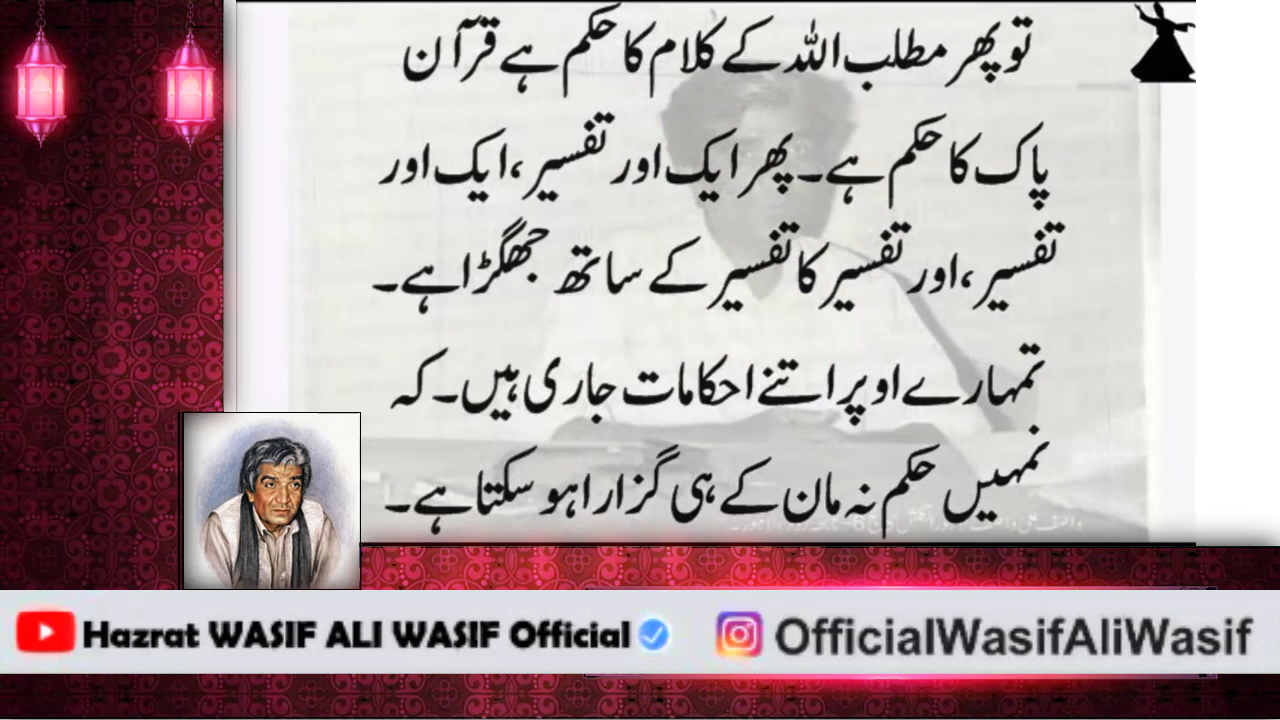 تو پھر مطلب اللہ کے کلام کا حکم ہے قرآن
پاک کا حکم ہے۔ پھر ایک اور تفسیر، ایک اور
تفسیر، اور تفسیر کا تفسیر کے ساتھ جھگڑا ہے۔
تمہارے اوپر اتنے احکامات جاری ہیں۔ کہ
تمہیں حکم نہ مان کے ہی گزارا ہو سکتا ہے۔
Hazrat WASIF ALI WASIF Official
OfficialWasifAliWasif